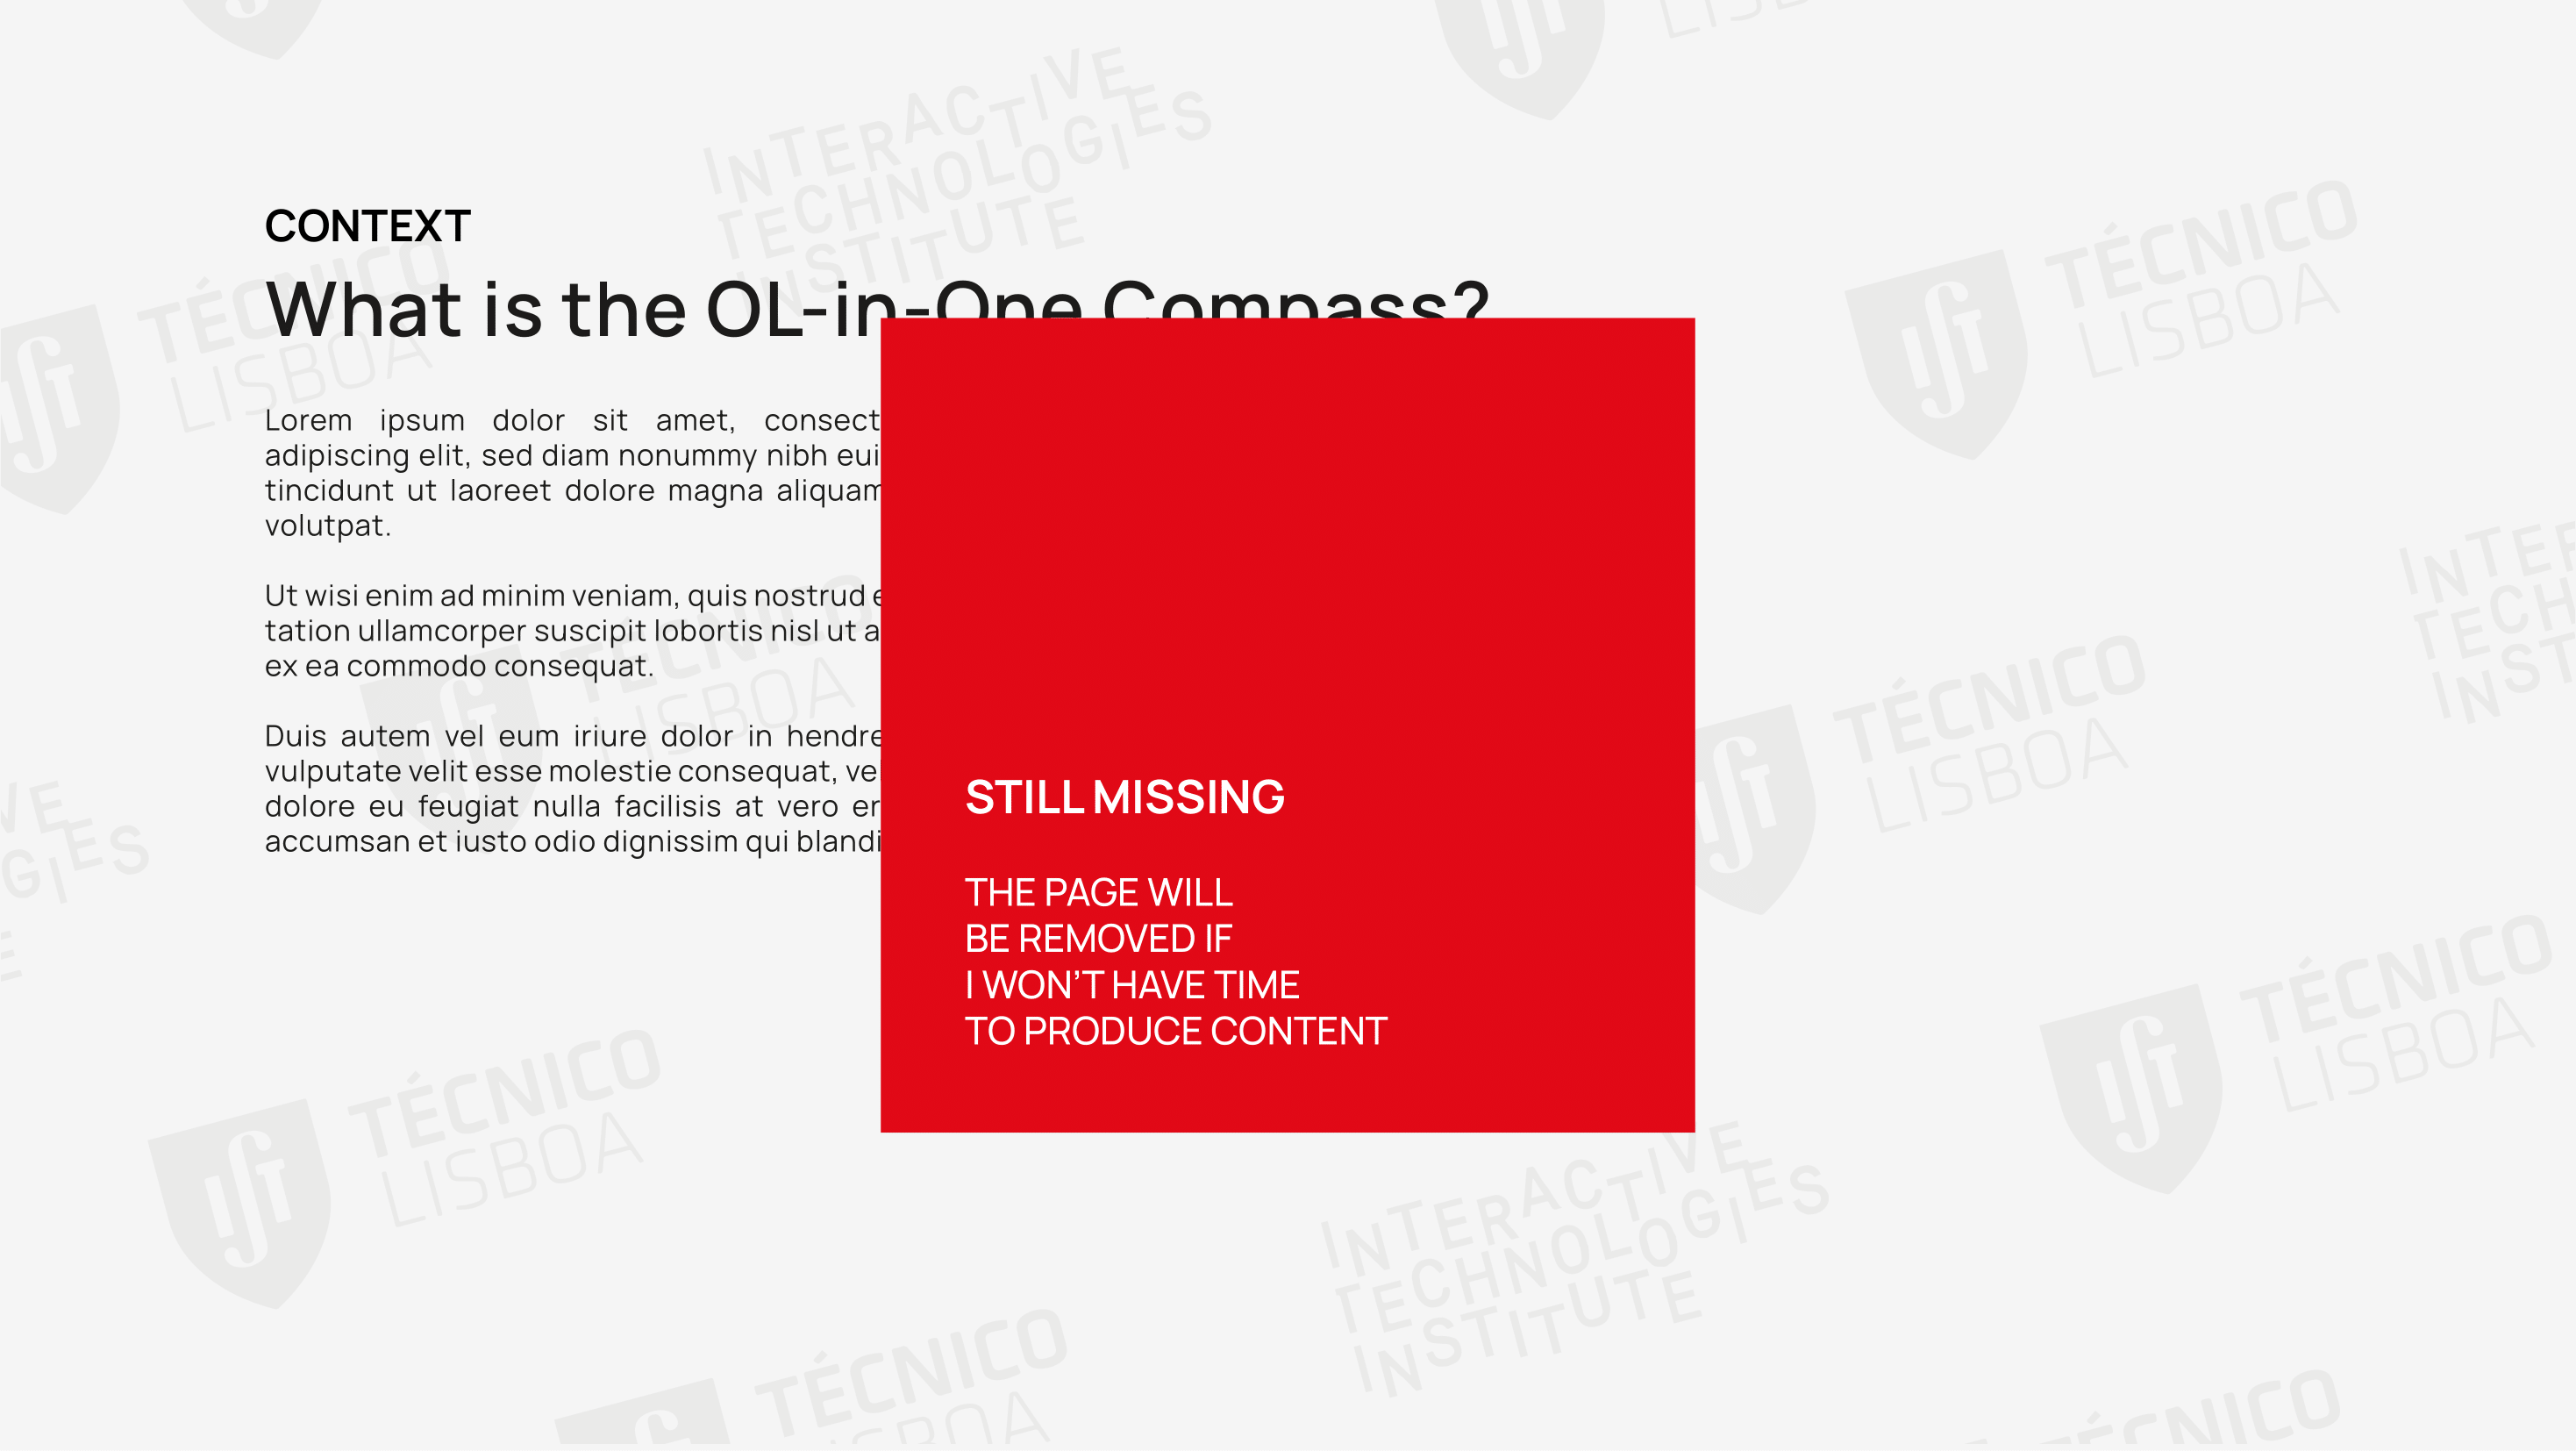 CONTEXT
What is the OL-in-One Compass?
Lorem ipsum dolor sit amet, consect
adipiscing elit, sed diam nonummy nibh eui
tincidunt ut laoreet dolore magna aliquam
volutpat.
Ut wisi enim ad minim veniam, quis nostrud e
tation ullamcorper suscipit lobortis nisl ut a
ex ea commodo consequat.
Duis autem vel eum iriure dolor in hendre
vulputate velit esse molestie consequat, ve
dolore eu feugiat nulla facilisis at vero er
accumsan et iusto odio dignissim qui blandi
STILL MISSING
THE PAGE WILL
BE REMOVED IF
I WON'T HAVE TIME
TO PRODUCE CONTENT
INTERACTIVE
TECHNOLOGIES
INSTITUTE
TÉCNICO
LISBOA
TÉCNICO
LISBOA
TÉCNICO
LISBOA
TÉCNICO
LISBOA
TÉCNICO
LISBOA
TÉCNICO
LISBOA
INTERACTIVE
TECHNOLOGIES
INSTITUTE
TÉCNICO
LISBOA
TÉCNICO